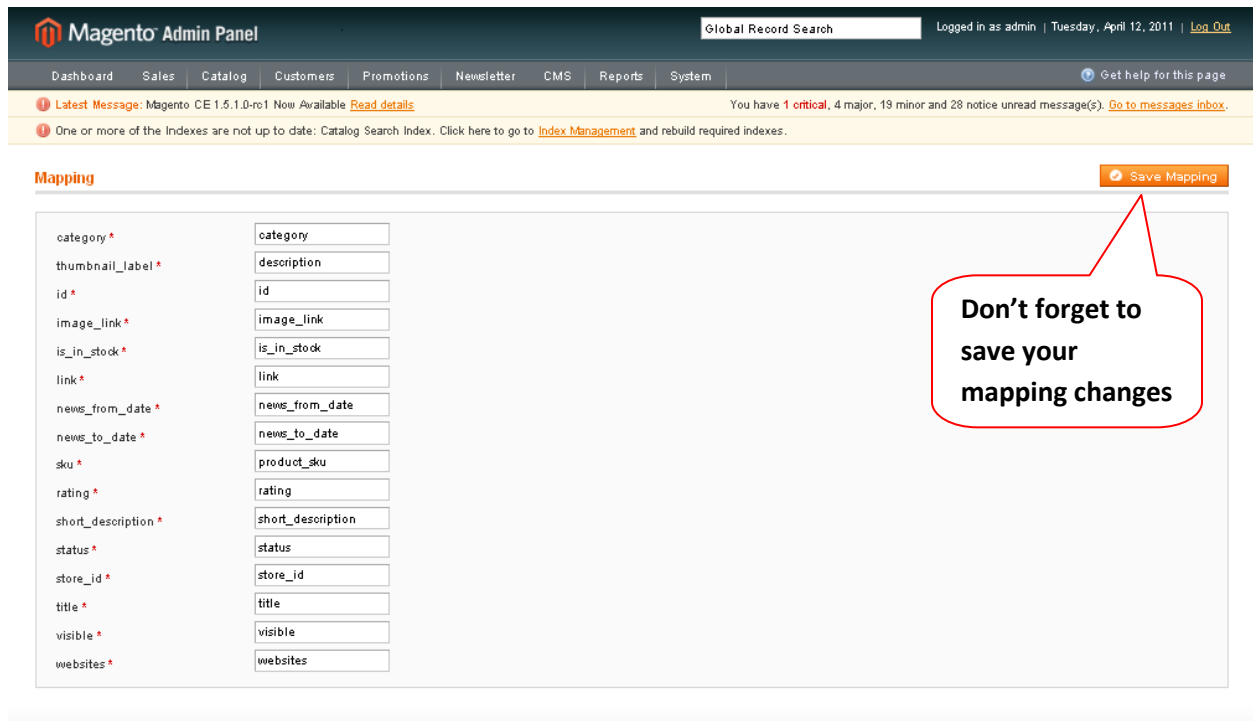 Magento Admin Panel
Global Record Search
Logged in as admin | Tuesday, April 12, 2011 | Log Out
Dashboard Sales Catalog Customers Promotions Newsletter CMS Reports System
Get help for this page
Latest Message: Magento CE 1.5.1.0-rc1 Now Available Read details
You have 1 critical, 4 major, 19 minor and 28 notice unread message(s). Go to messages inbox.
One or more of the Indexes are not up to date: Catalog Search Index. Click here to go to Index Management and rebuild required indexes.
Mapping
Save Mapping
category * category
thumbnail_label * description
id * id
image_link * image_link
is_in_stock * is_in_stock
link * link
news_from_date * news_from_date
news_to_date * news_to_date
sku * product_sku
rating * rating
short_description * short_description
status * status
store_id * store_id
title * title
visible * visible
websites * websites
Don’t forget to
save your
mapping changes